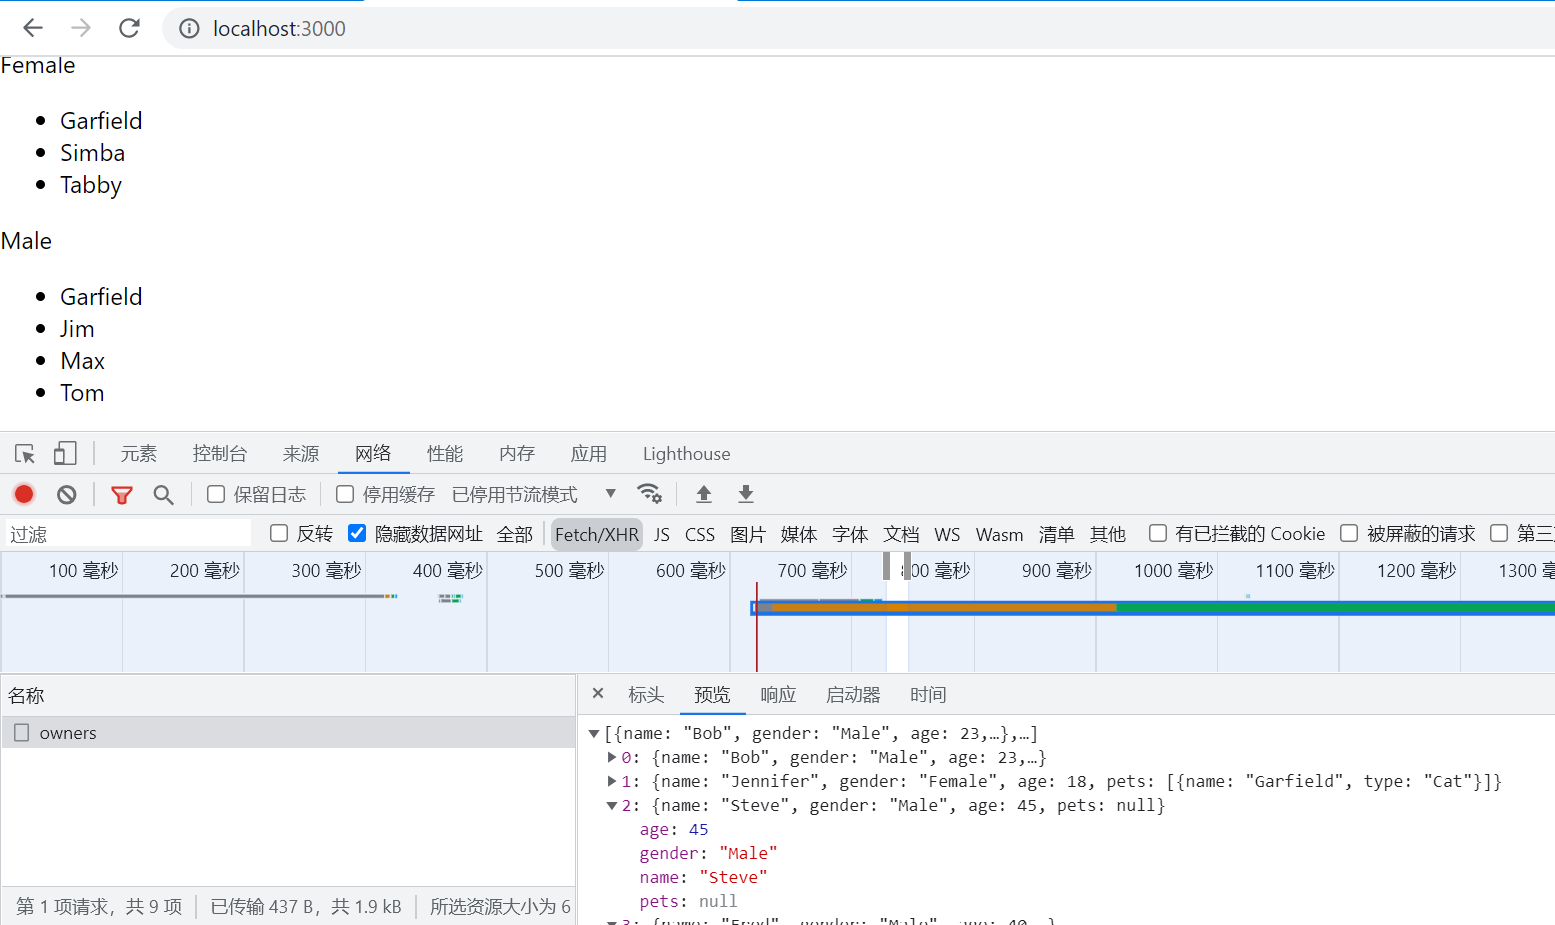 localhost:3000
Female
Garfield
Simba
Tabby
Male
Garfield
Jim
Max
Tom
元素 控制台 来源 网络 性能 内存 应用 Lighthouse
保留日志 停用缓存 已停用节流模式
过滤 反转 隐藏数据网址 全部 Fetch/XHR JS CSS 图片 媒体 字体 文档 WS Wasm 清单 其他 有已拦截的 Cookie 被屏蔽的请求 第三
100 毫秒 200 毫秒 300 毫秒 400 毫秒 500 毫秒 600 毫秒 700 毫秒 00 毫秒 900 毫秒 1000 毫秒 1100 毫秒 1200 毫秒 1300
名称
owners
第 1 项请求，共 9 项 已传输 437 B，共 1.9 kB 所选资源大小为 6
标头 预览 响应 启动器 时间
[{name: "Bob", gender: "Male", age: 23,…},…]
0: {name: "Bob", gender: "Male", age: 23,…}
1: {name: "Jennifer", gender: "Female", age: 18, pets: [{name: "Garfield", type: "Cat"}]}
2: {name: "Steve", gender: "Male", age: 45, pets: null}
age: 45
gender: "Male"
name: "Steve"
pets: null
3: {name: "Fred", gender: "Male", age: 40,…}